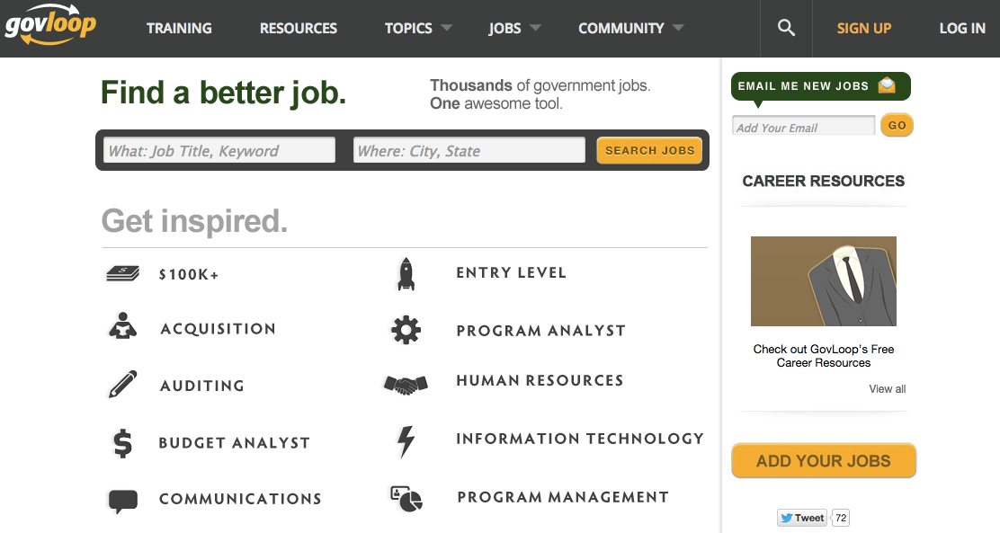 govloop
TRAINING
RESOURCES
TOPICS
JOBS
COMMUNITY
SIGN UP
LOG IN
Find a better job.
Thousands of government jobs.
One awesome tool.
What: Job Title, Keyword
Where: City, State
SEARCH JOBS
Get inspired.
$100K+
ENTRY LEVEL
ACQUISITION
PROGRAM ANALYST
AUDITING
HUMAN RESOURCES
$
BUDGET ANALYST
INFORMATION TECHNOLOGY
COMMUNICATIONS
PROGRAM MANAGEMENT
EMAIL ME NEW JOBS
Add Your Email
GO
CAREER RESOURCES
Check out GovLoop's Free
Career Resources
View all
ADD YOUR JOBS
Tweet
72